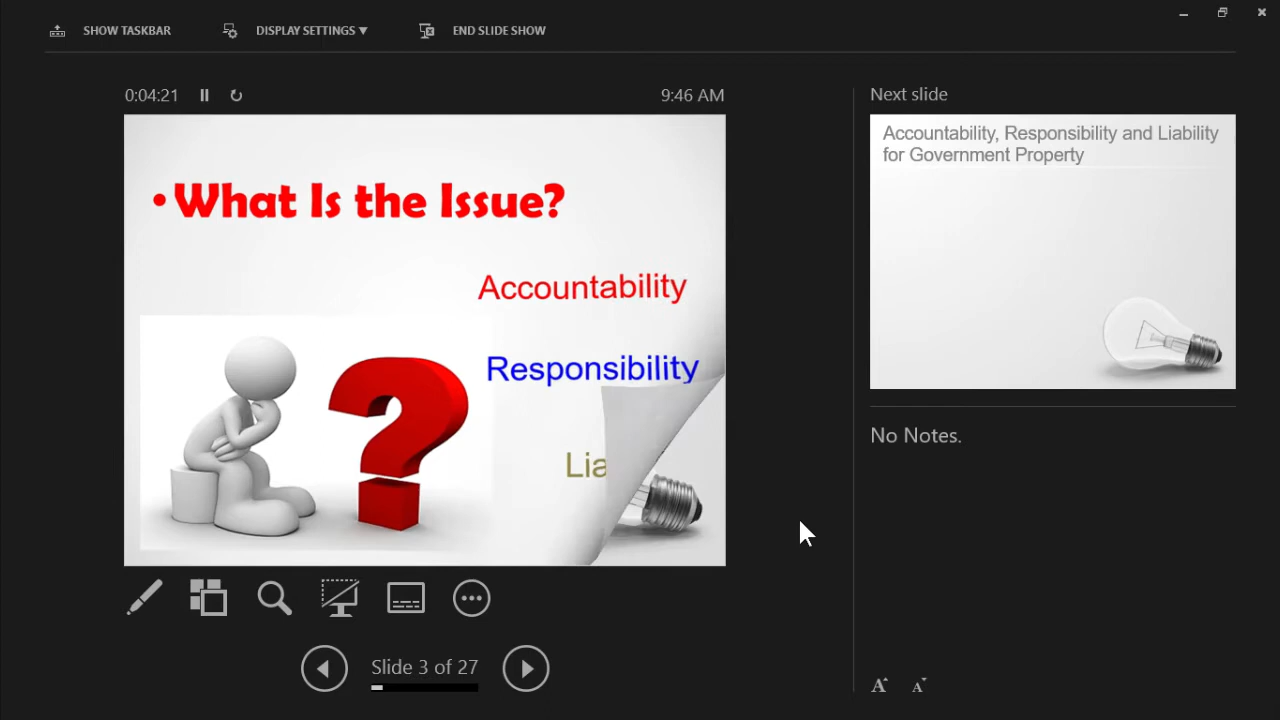 SHOW TASKBAR
DISPLAY SETTINGS ▼
END SLIDE SHOW
0:04:21
9:46 AM
• What Is the Issue?
Accountability
Responsibility
Lia
Slide 3 of 27
Next slide
Accountability, Responsibility and Liability
for Government Property
No Notes.
A
A